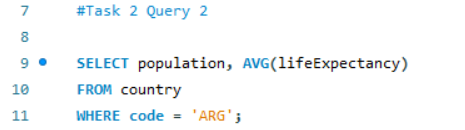 7 #Task 2 Query 2
8
9 SELECT population, AVG(lifeExpectancy)
10 FROM country
11 WHERE code = 'ARG';